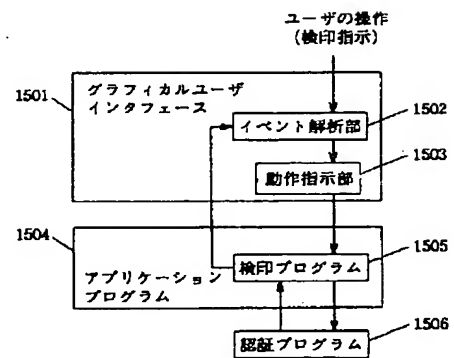 ユーザの操作
(検印指示)
1501
グラフィカルユーザ
インタフェース
イベント解析部
1502
動作指示部
1503
1504
検印プログラム
1505
アプリケーション
プログラム
認証プログラム
1506